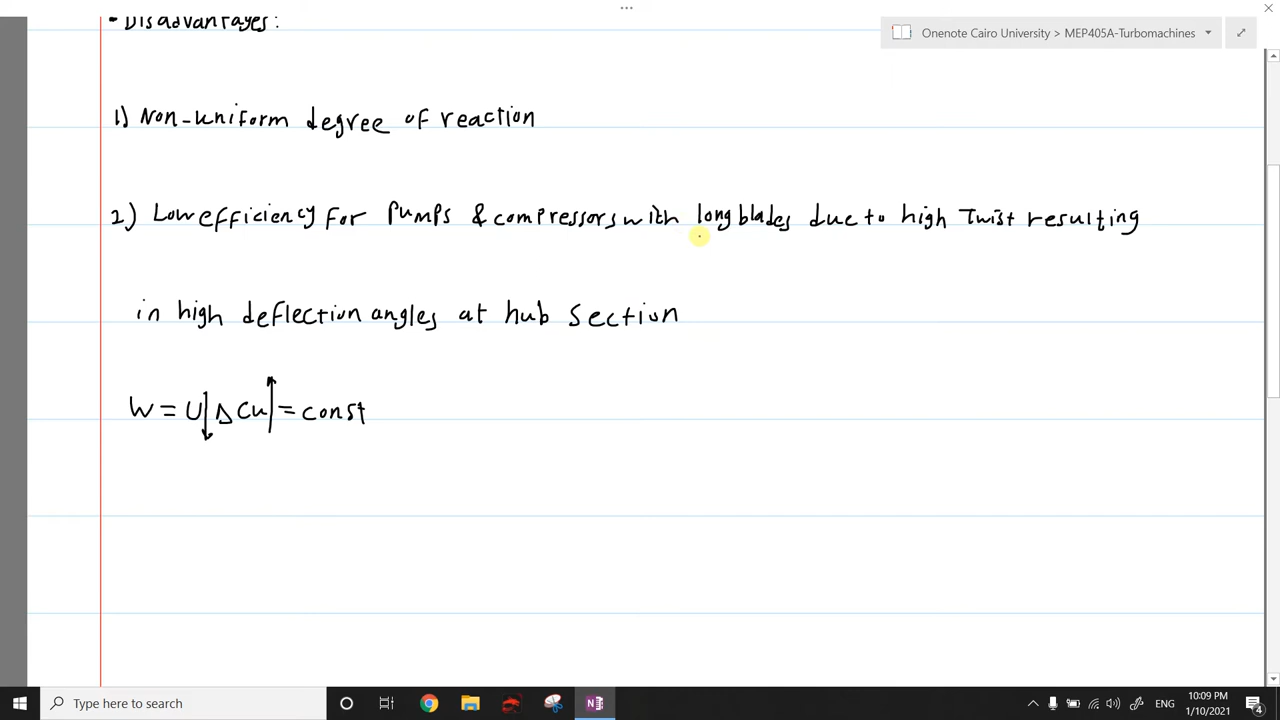 • Disadvantages:
Onenote Cairo University > MEP405A-Turbomachines
1) Non-uniform degree of reaction
2) Low efficiency for Pumps & compressors with long blades due to high Twist resulting
in high deflection angles at hub section
W = U↓ΔCu↑ = const
Type here to search
ENG
10:09 PM
1/10/2021
4